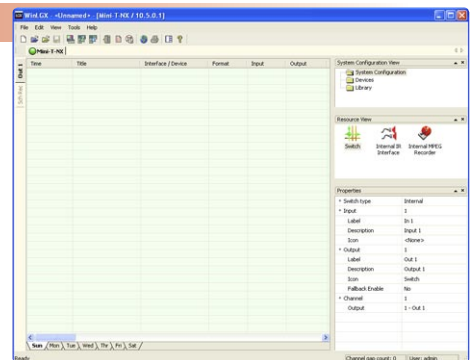 WinLGX - <Unnamed> - [Mini T-NX / 10.5.0.1]
File Edit View Tools Help
Mini-T-NX
Out 1
Time Title Interface / Device Format Input Output
System Configuration View
System Configuration
Devices
Library
Resource View
Switch Internal IR Interface Internal MPEG Recorder
Properties
Switch type Internal
Input 1
Label In 1
Description Input 1
Icon <None>
Output 1
Label Out 1
Description Output 1
Icon Switch
Fallback Enable No
Channel 1
Output 1 - Out 1
Sun Mon Tue Wed Thr Fri Sat
Ready Channel gap count: 0 User: admin